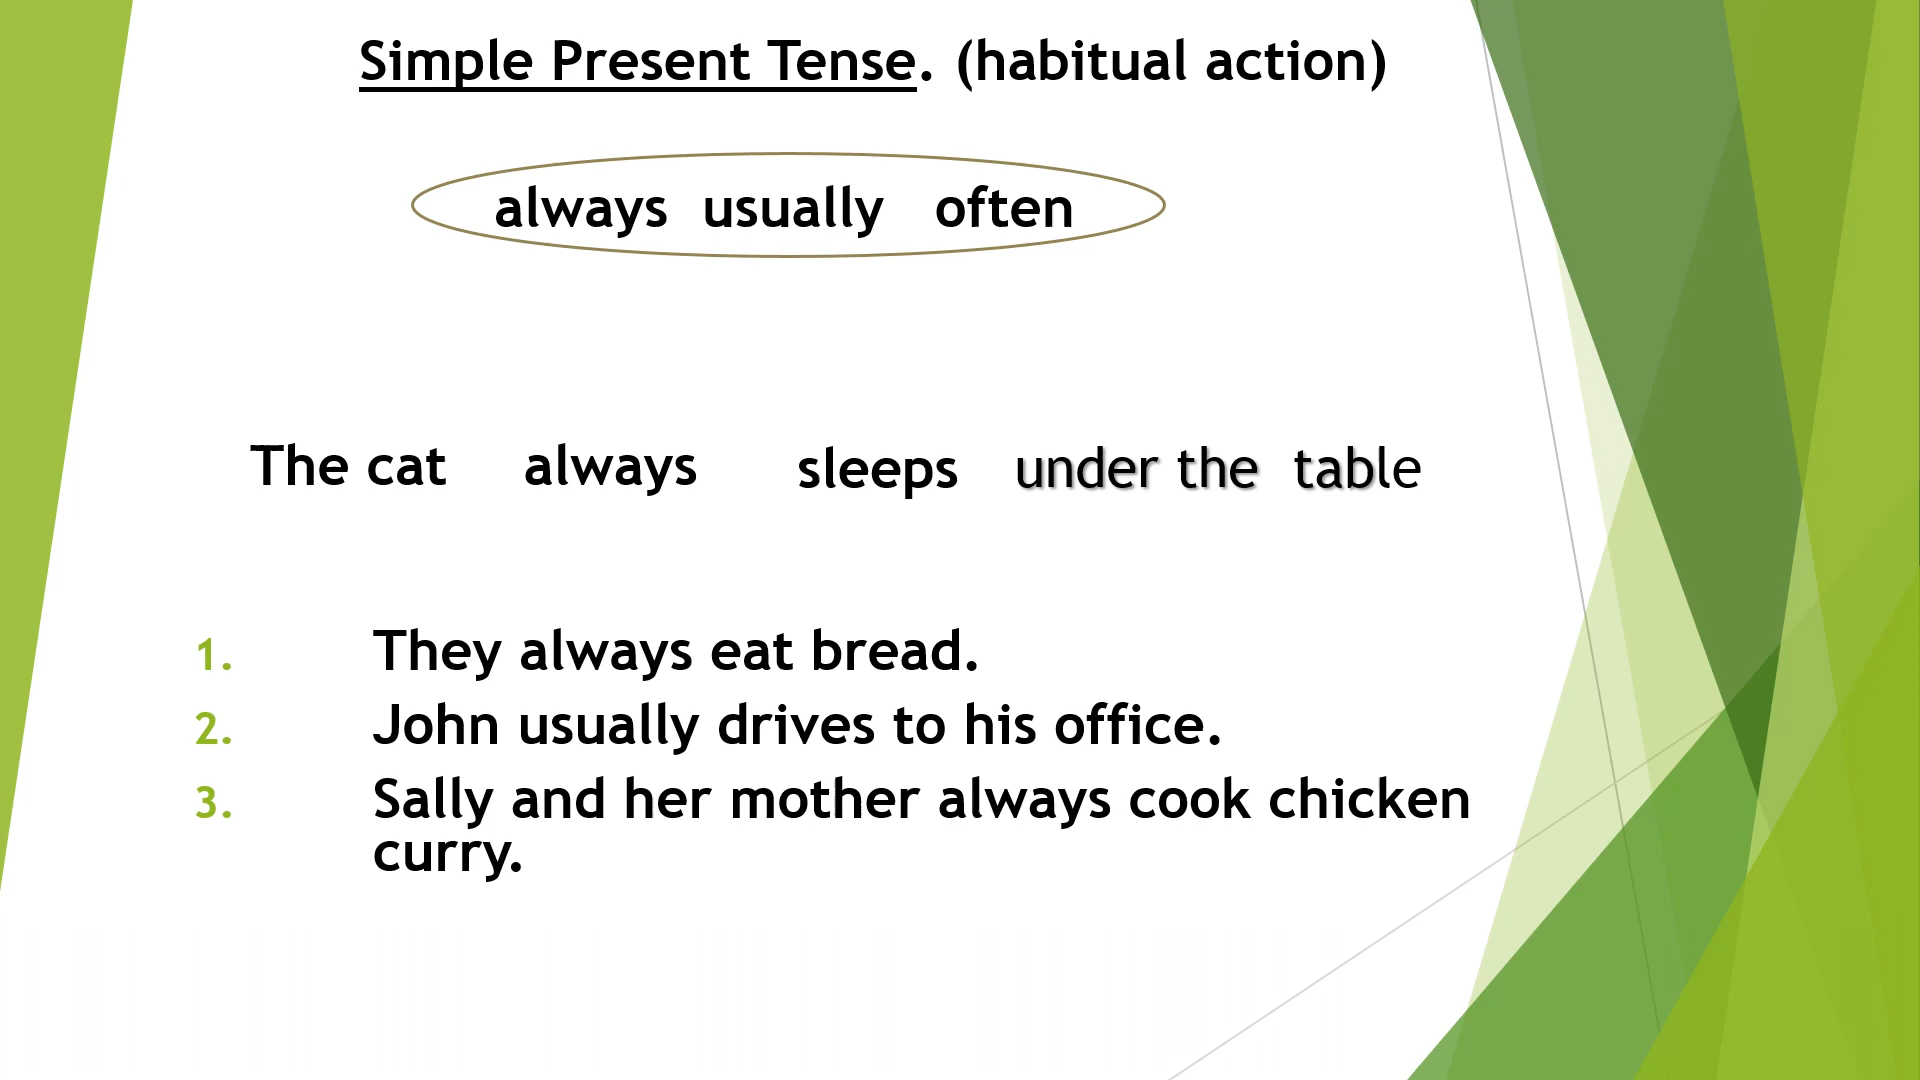 Simple Present Tense. (habitual action)
always usually often
The cat always sleeps under the table
1. They always eat bread.
2. John usually drives to his office.
3. Sally and her mother always cook chicken
curry.